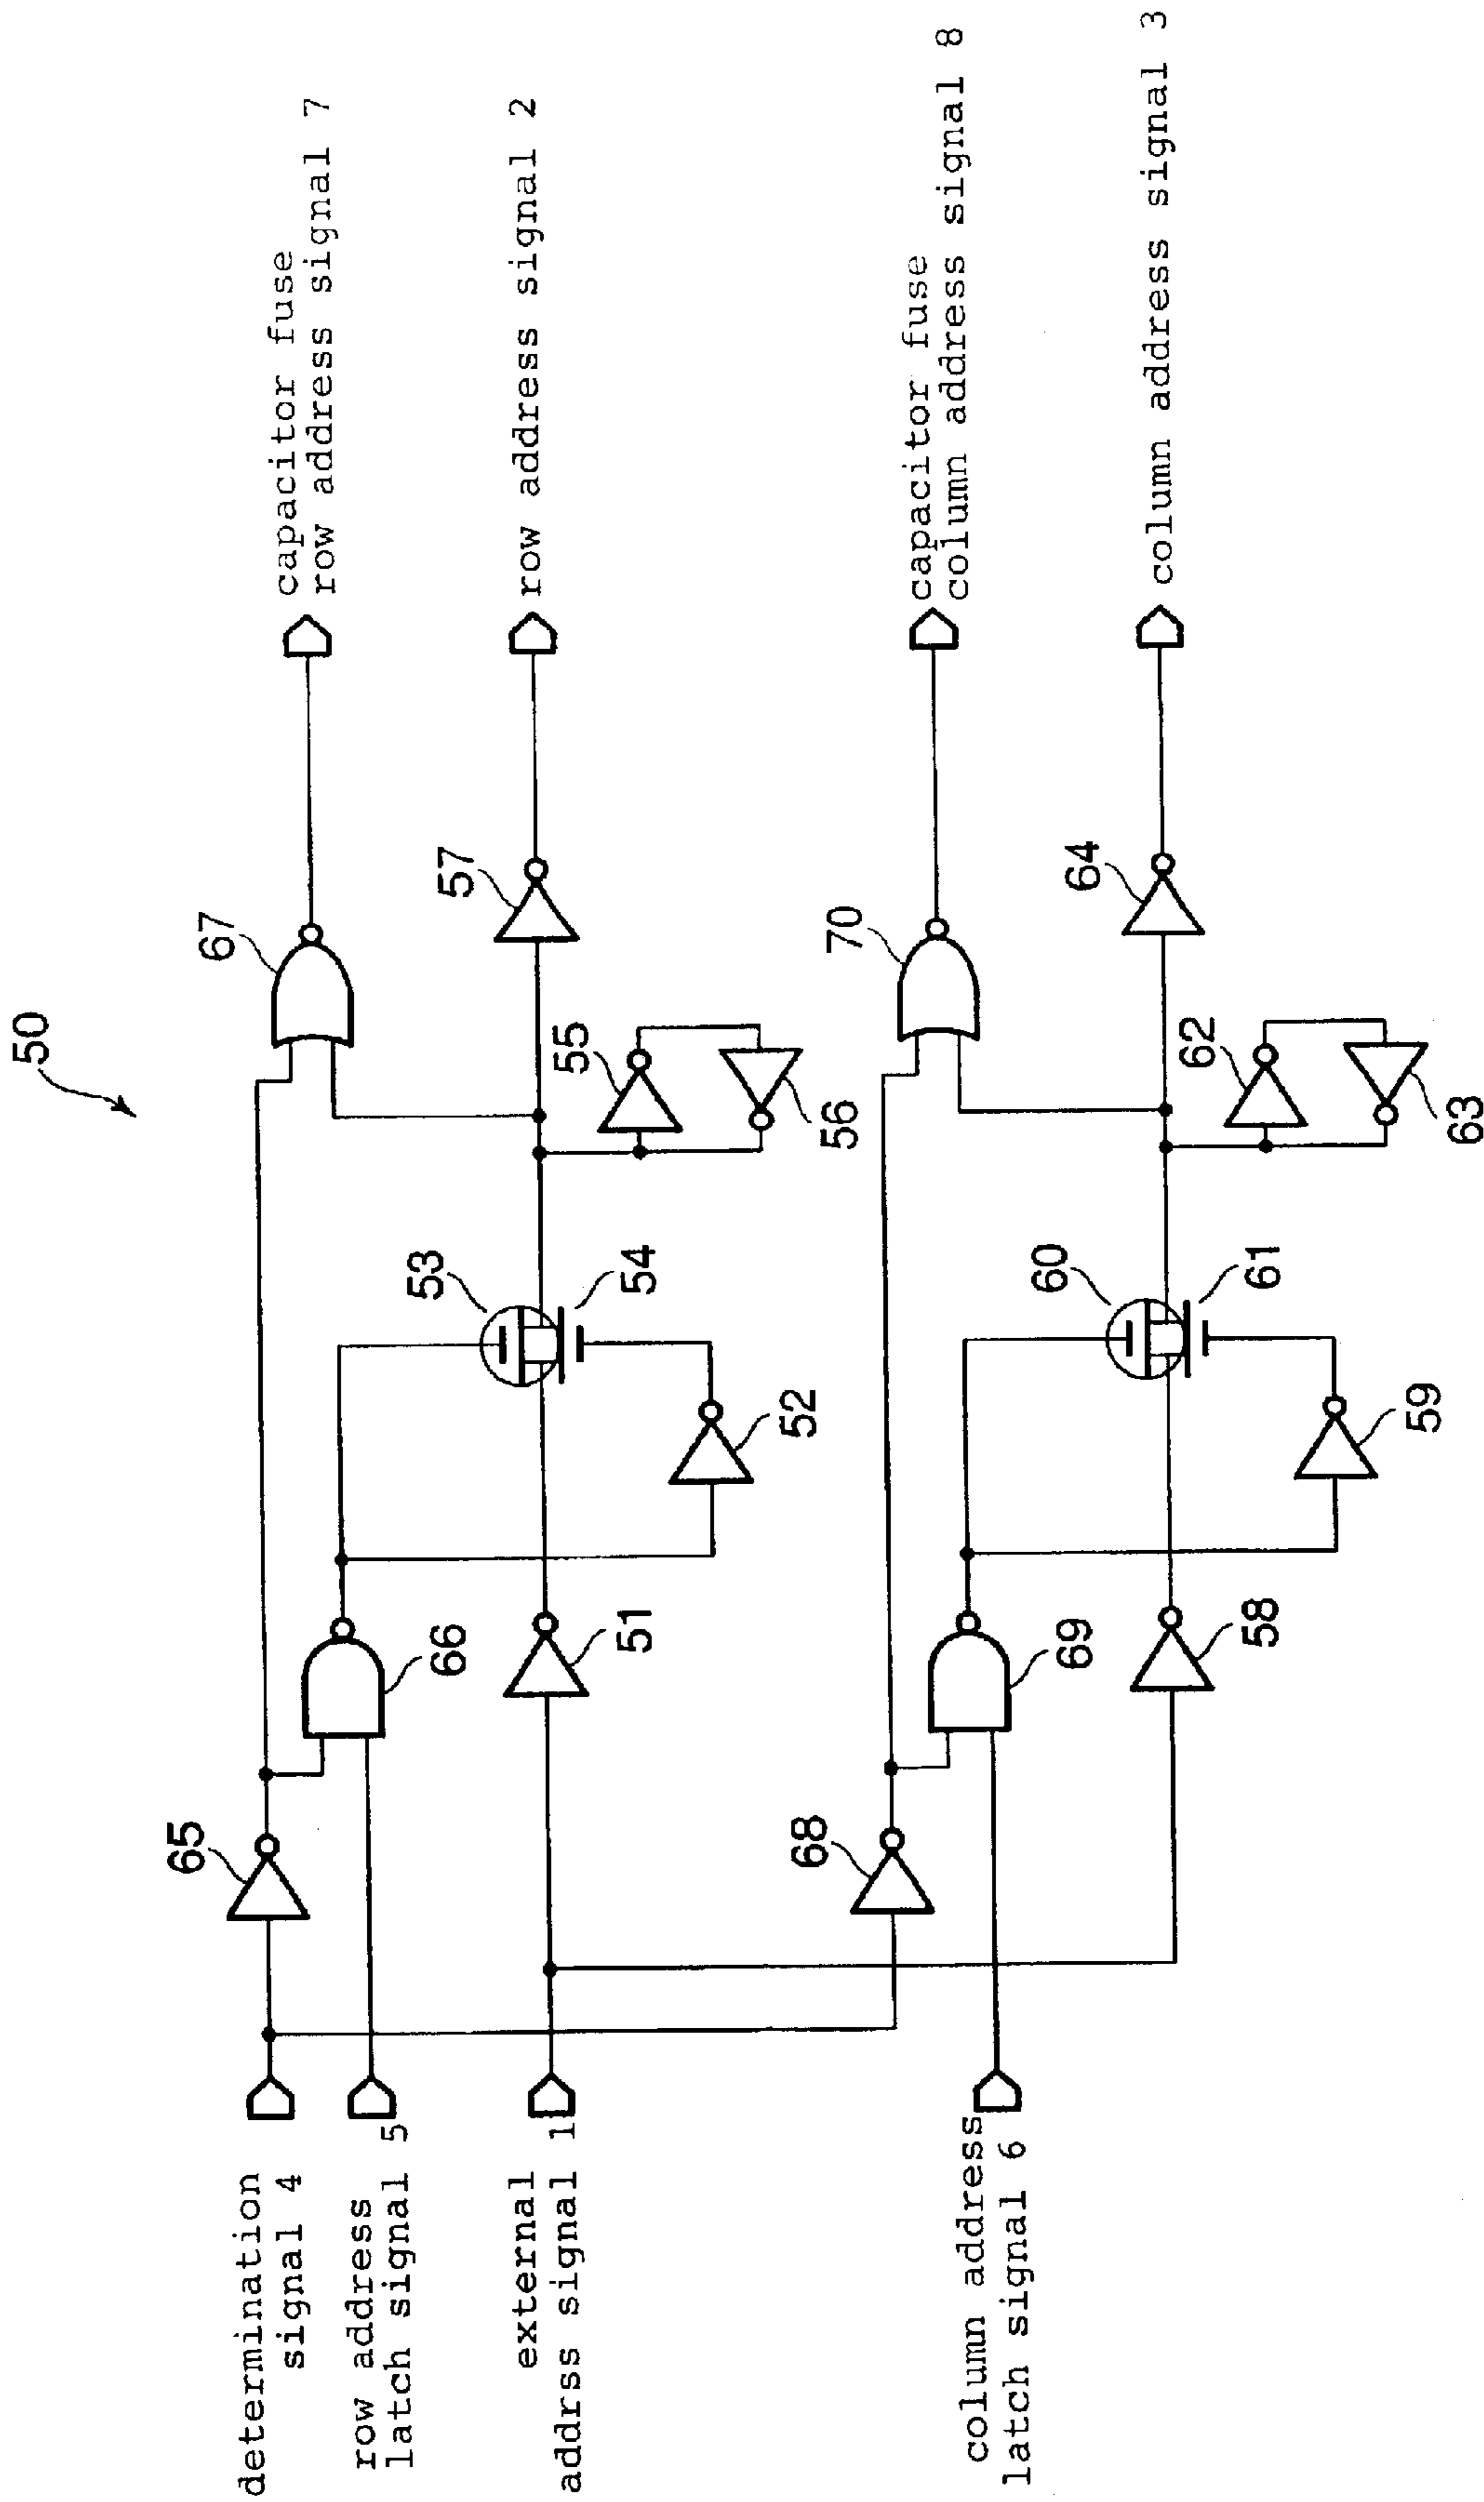 50
determination
signal 4
row address
latch signal 5
external
addrss signal 1
column address
latch signal 6
65
66
51
52
53
54
55
56
67
57
68
69
58
59
60
61
62
63
70
64
capacitor fuse
row address signal 7
row address signal 2
capacitor fuse
column address signal 8
column address signal 3